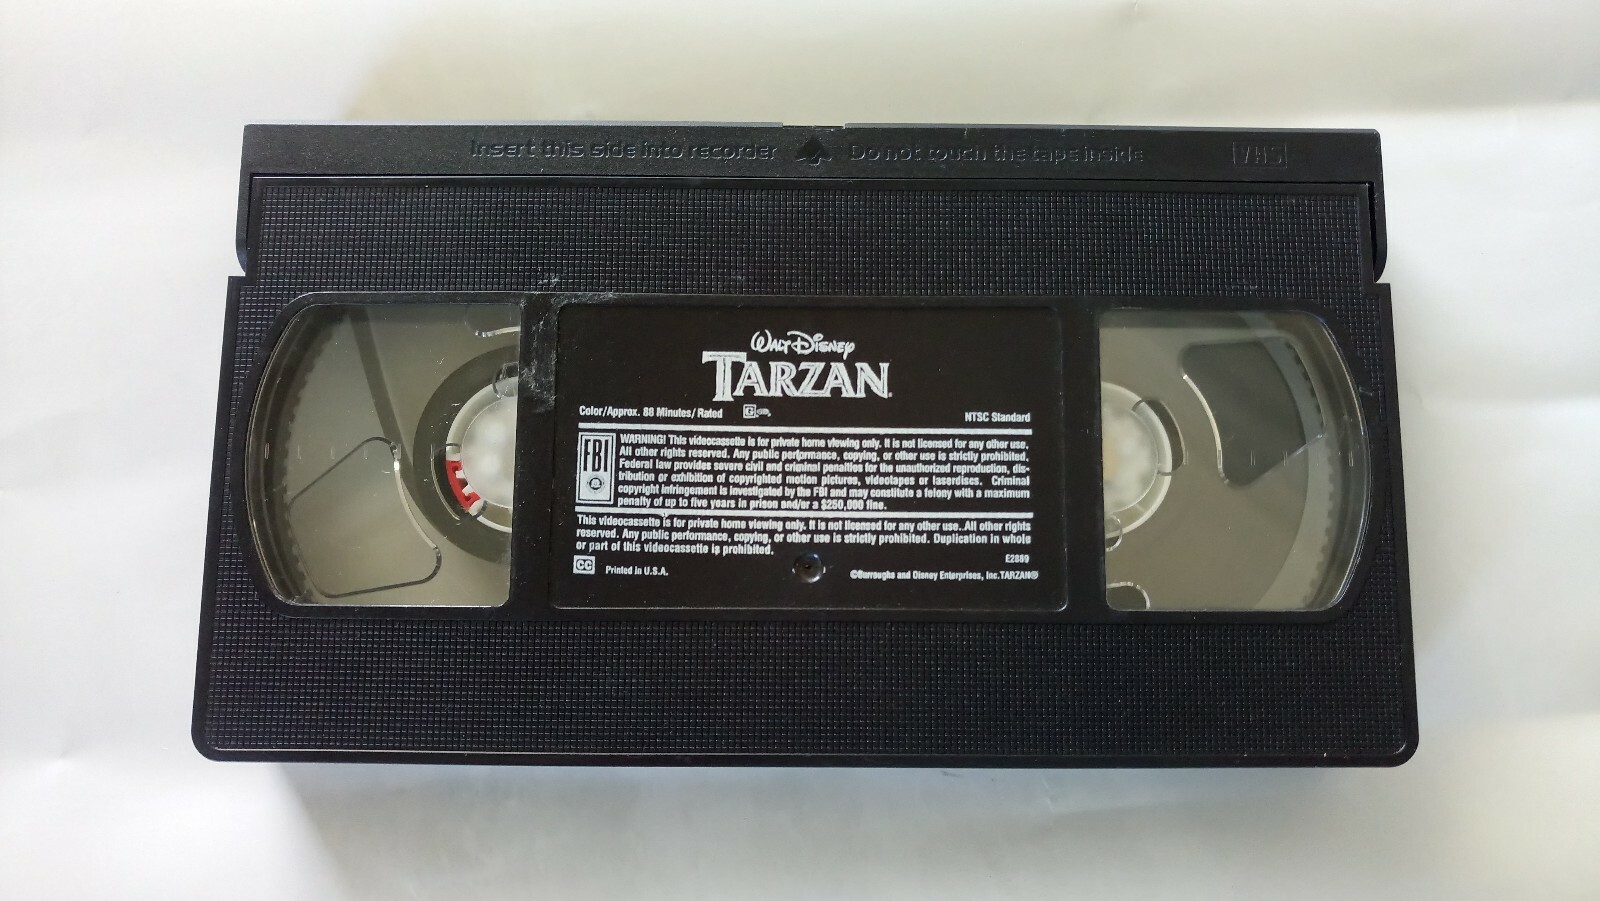 Insert this side into recorder Do not touch the tape inside VHS
WALT DISNEY
TARZAN
Color/Approx. 88 Minutes/ Rated G NTSC Standard
FBI
WARNING! This videocassette is for private home viewing only. It is not licensed for any other use.
All other rights reserved. Any public performance, copying, or other use is strictly prohibited.
Federal law provides severe civil and criminal penalties for the unauthorized reproduction, dis-
tribution or exhibition of copyrighted motion pictures, videotapes or laserdiscs. Criminal
copyright infringement is investigated by the FBI and may constitute a felony with a maximum
penalty of up to five years in prison and/or a $250,000 fine.
This videocassette is for private home viewing only. It is not licensed for any other use. All other rights
reserved. Any public performance, copying, or other use is strictly prohibited. Duplication in whole
or part of this videocassette is prohibited.
E2889
CC Printed in U.S.A. ©Burroughs and Disney Enterprises, Inc. TARZAN®